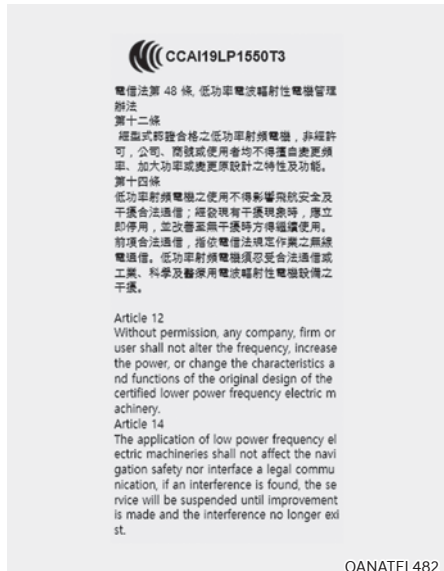 CCAI19LP1550T3
電信法第 48 條, 低功率電波輻射性電機管理
辦法
第十二條
經型式認證合格之低功率射頻電機，非經許
可，公司、商號或使用者均不得擅自變更頻
率、加大功率或變更原設計之特性及功能。
第十四條
低功率射頻電機之使用不得影響飛航安全及
干擾合法通信；經發現有干擾現象時，應立
即停用，並改善至無干擾時方得繼續使用。
前項合法通信，指依電信法規定作業之無線
電通信。低功率射頻電機須忍受合法通信或
工業、科學及醫療用電波輻射性電機設備之
干擾。
Article 12
Without permission, any company, firm or
user shall not alter the frequency, increase
the power, or change the characteristics a
nd functions of the original design of the
certified lower power frequency electric m
achinery.
Article 14
The application of low power frequency el
ectric machineries shall not affect the navi
gation safety nor interface a legal commu
nication, if an interference is found, the se
rvice will be suspended until improvement
is made and the interference no longer exi
st.
OANATEL482